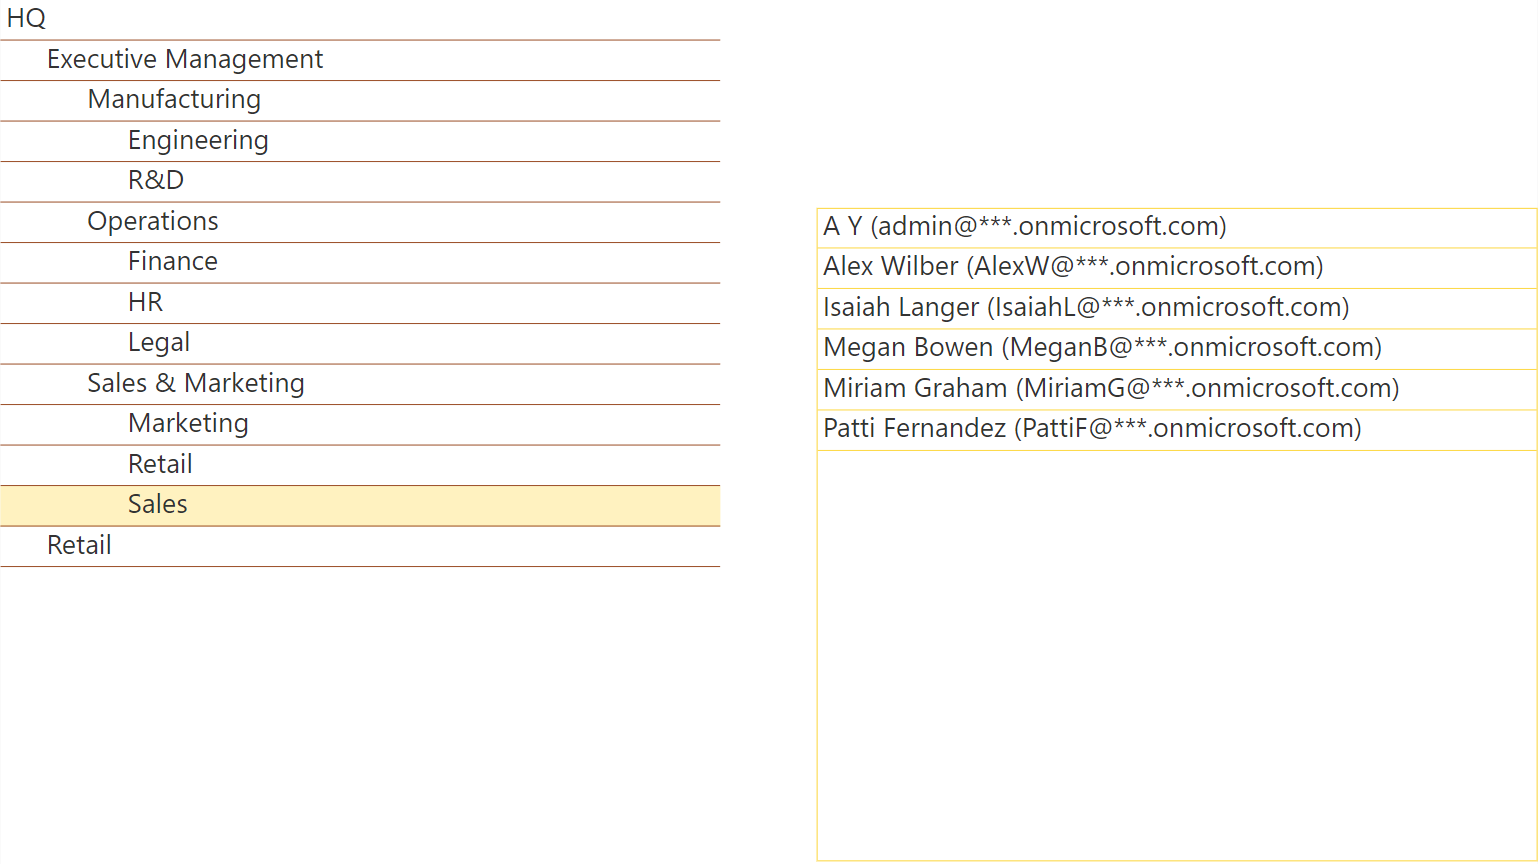 HQ
Executive Management
Manufacturing
Engineering
R&D
Operations
Finance
HR
Legal
Sales & Marketing
Marketing
Retail
Sales
Retail
A Y (admin@***.onmicrosoft.com)
Alex Wilber (AlexW@***.onmicrosoft.com)
Isaiah Langer (IsaiahL@***.onmicrosoft.com)
Megan Bowen (MeganB@***.onmicrosoft.com)
Miriam Graham (MiriamG@***.onmicrosoft.com)
Patti Fernandez (PattiF@***.onmicrosoft.com)